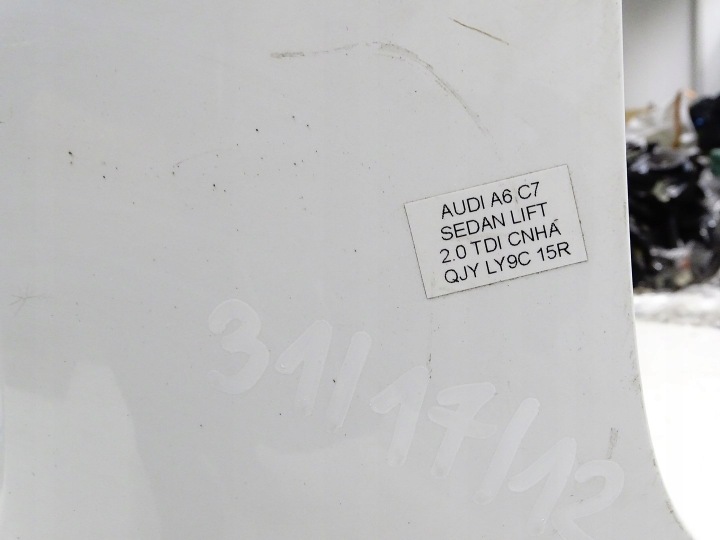 AUDI A6 C7
SEDAN LIFT
2.0 TDI CNHA
QJY LY9C 15R
31/17/12